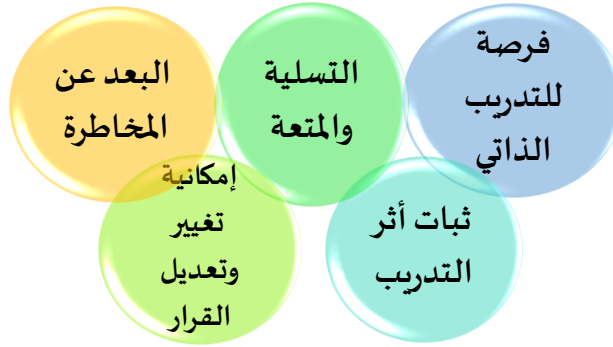 فرصة
للتدريب
الذاتي
التسلية
والمتعة
البعد عن
المخاطرة
ثبات أثر
التدريب
إمكانية
تغيير
وتعديل
القرار